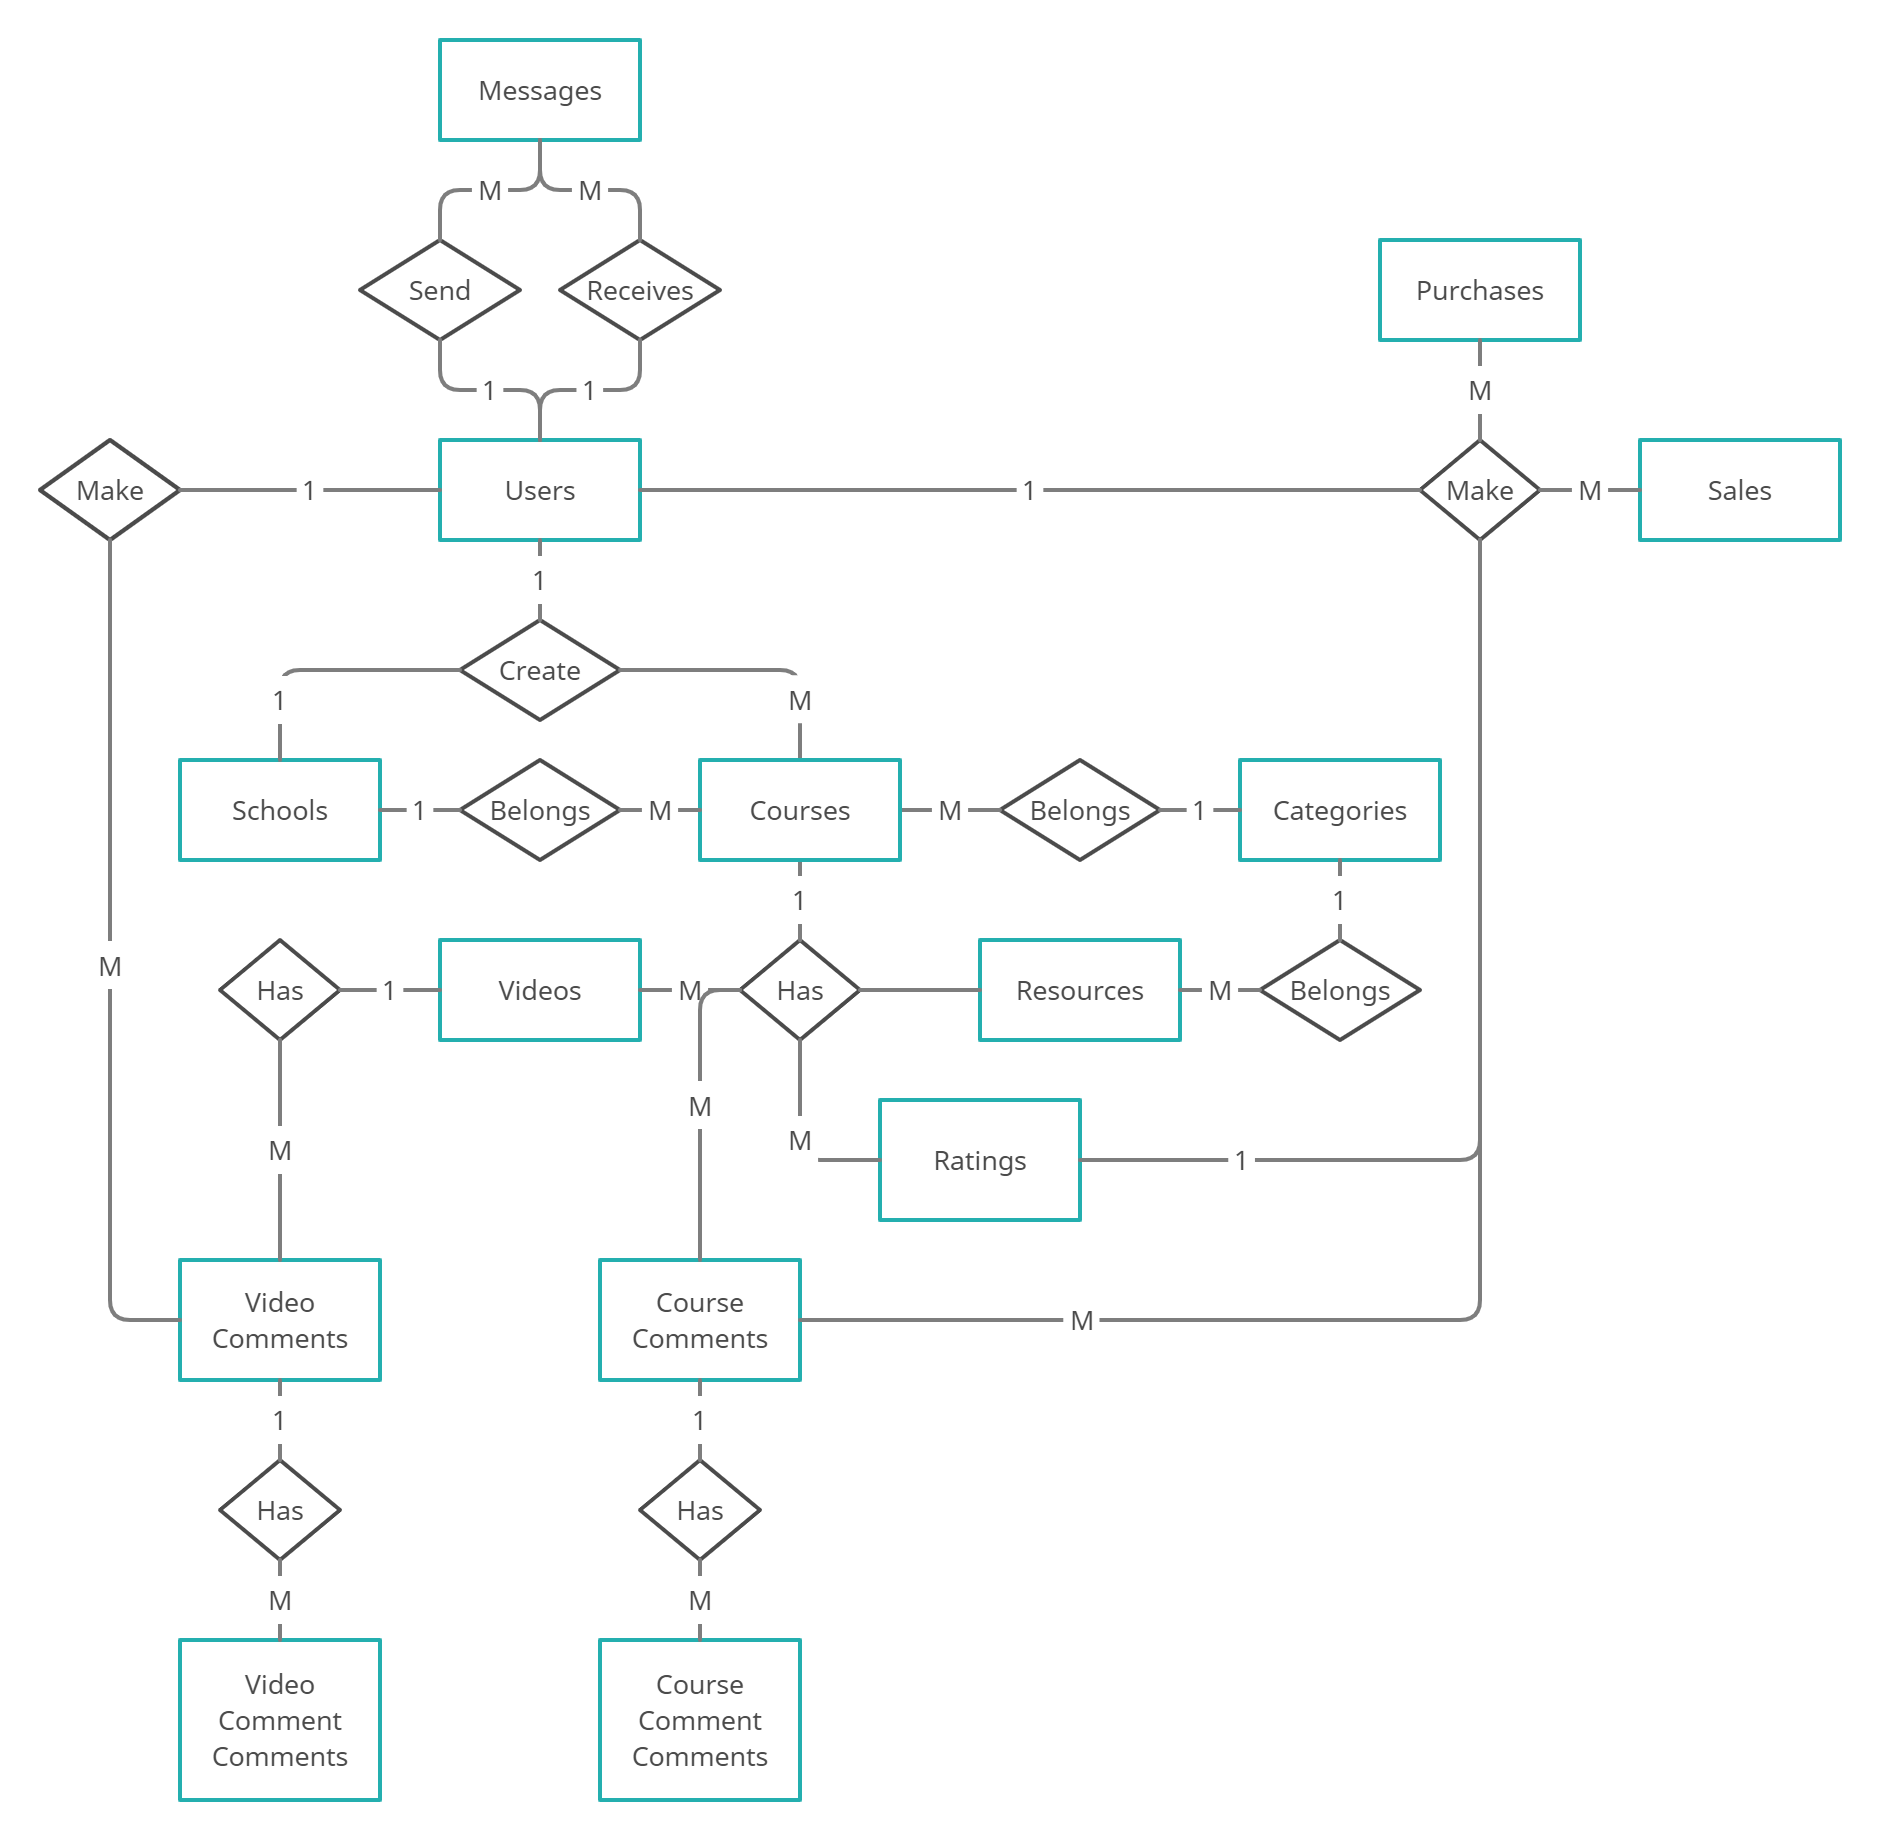 Messages
M
M
Send
Receives
Purchases
1
1
M
Make
1
Users
1
Make
M
Sales
1
Create
1
M
Schools
1
Belongs
M
Courses
M
Belongs
1
Categories
1
1
M
Has
1
Videos
M
Has
Resources
M
Belongs
M
M
M
Ratings
1
Video
Comments
Course
Comments
M
1
1
Has
Has
M
M
Video
Comment
Comments
Course
Comment
Comments